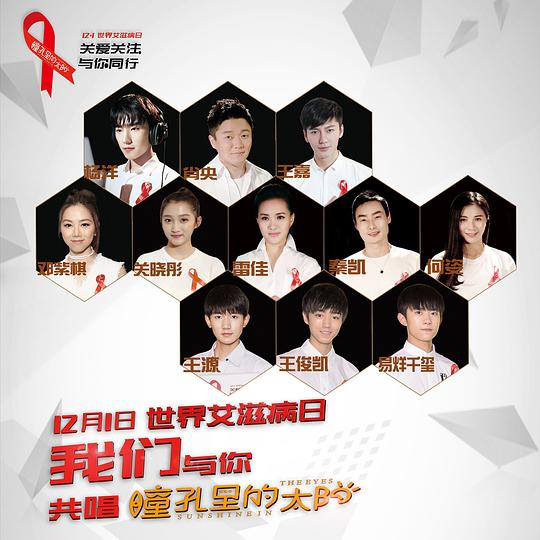 12·1 世界艾滋病日
关爱关注
与你同行
瞳孔里的太阳
杨洋
肖央
王嘉
邓紫棋
关晓彤
雷佳
秦凯
何姿
王源
王俊凯
易烊千玺
12月1日 世界艾滋病日
我们与你
共唱 瞳孔里的太阳
THE EYES
SUNSHINE IN